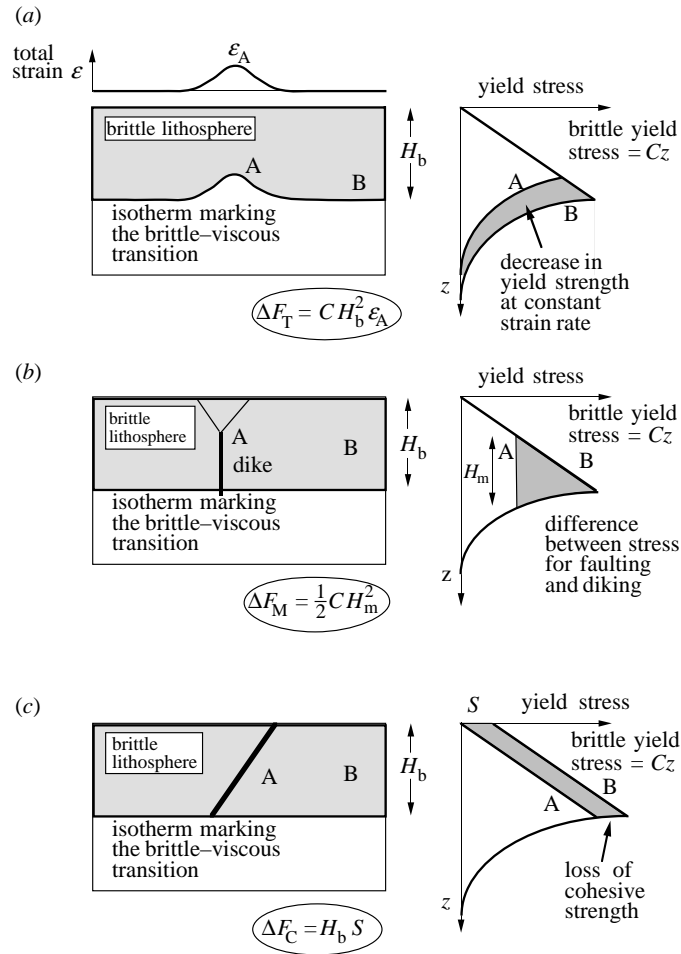 (a)
ε_A
total
strain ε
brittle lithosphere
A
B
H_b
isotherm marking
the brittle–viscous
transition
ΔF_T = C H_b^2 ε_A
yield stress
brittle yield
stress = Cz
A
B
decrease in
yield strength
at constant
strain rate
z
(b)
brittle
lithosphere
A
dike
B
H_b
isotherm marking
the brittle–viscous
transition
ΔF_M = 1/2 C H_m^2
yield stress
brittle yield
stress = Cz
A
B
H_m
difference
between stress
for faulting
and diking
z
(c)
brittle
lithosphere
A
B
H_b
isotherm marking
the brittle–viscous
transition
ΔF_C = H_b S
S
yield stress
brittle yield
stress = Cz
B
A
loss of
cohesive
strength
z